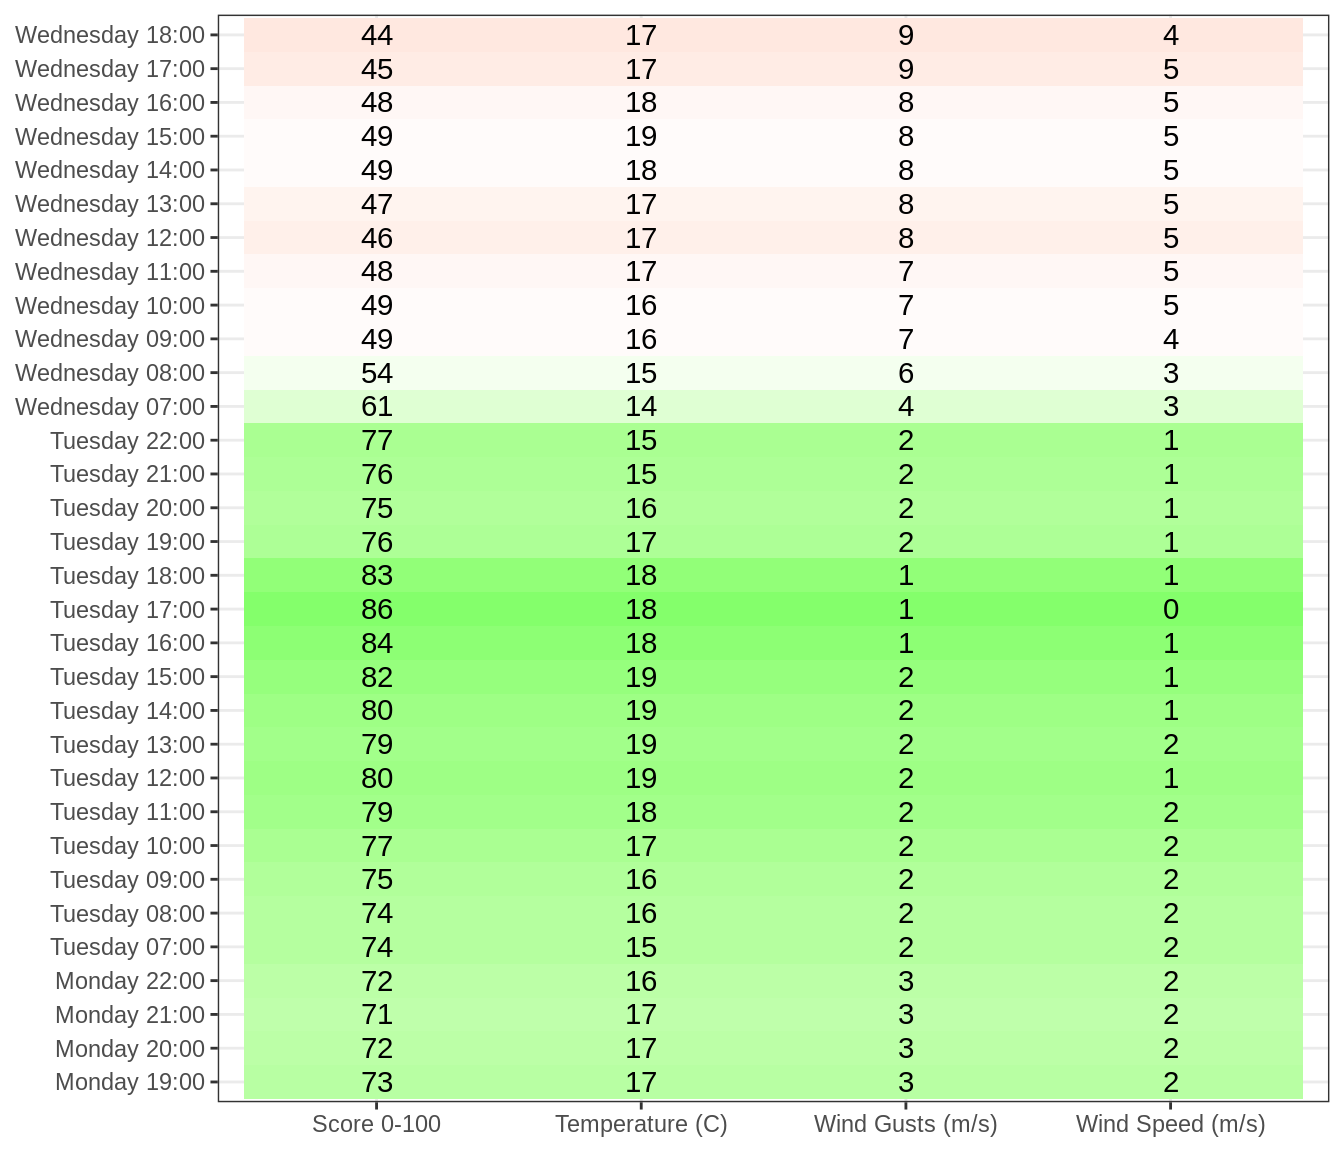 Wednesday 18:00 44 17 9 4
Wednesday 17:00 45 17 9 5
Wednesday 16:00 48 18 8 5
Wednesday 15:00 49 19 8 5
Wednesday 14:00 49 18 8 5
Wednesday 13:00 47 17 8 5
Wednesday 12:00 46 17 8 5
Wednesday 11:00 48 17 7 5
Wednesday 10:00 49 16 7 5
Wednesday 09:00 49 16 7 4
Wednesday 08:00 54 15 6 3
Wednesday 07:00 61 14 4 3
Tuesday 22:00 77 15 2 1
Tuesday 21:00 76 15 2 1
Tuesday 20:00 75 16 2 1
Tuesday 19:00 76 17 2 1
Tuesday 18:00 83 18 1 1
Tuesday 17:00 86 18 1 0
Tuesday 16:00 84 18 1 1
Tuesday 15:00 82 19 2 1
Tuesday 14:00 80 19 2 1
Tuesday 13:00 79 19 2 2
Tuesday 12:00 80 19 2 1
Tuesday 11:00 79 18 2 2
Tuesday 10:00 77 17 2 2
Tuesday 09:00 75 16 2 2
Tuesday 08:00 74 16 2 2
Tuesday 07:00 74 15 2 2
Monday 22:00 72 16 3 2
Monday 21:00 71 17 3 2
Monday 20:00 72 17 3 2
Monday 19:00 73 17 3 2
Score 0-100 Temperature (C) Wind Gusts (m/s) Wind Speed (m/s)